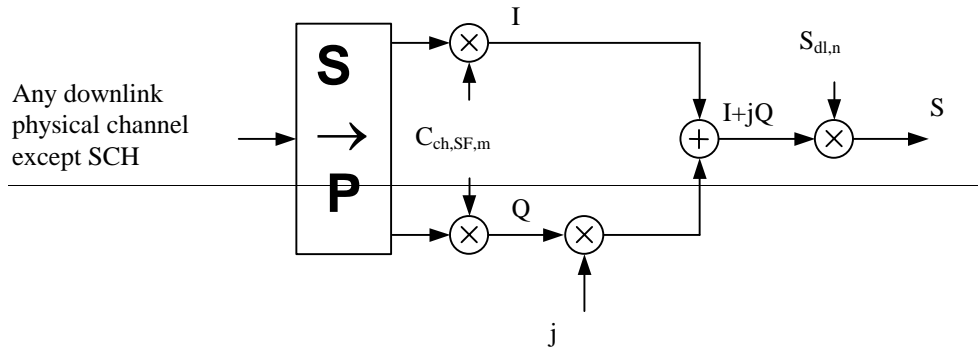 I
S
S_dl,n
Any downlink
physical channel
except SCH
→
C_ch,SF,m
I+jQ
S
P
Q
j